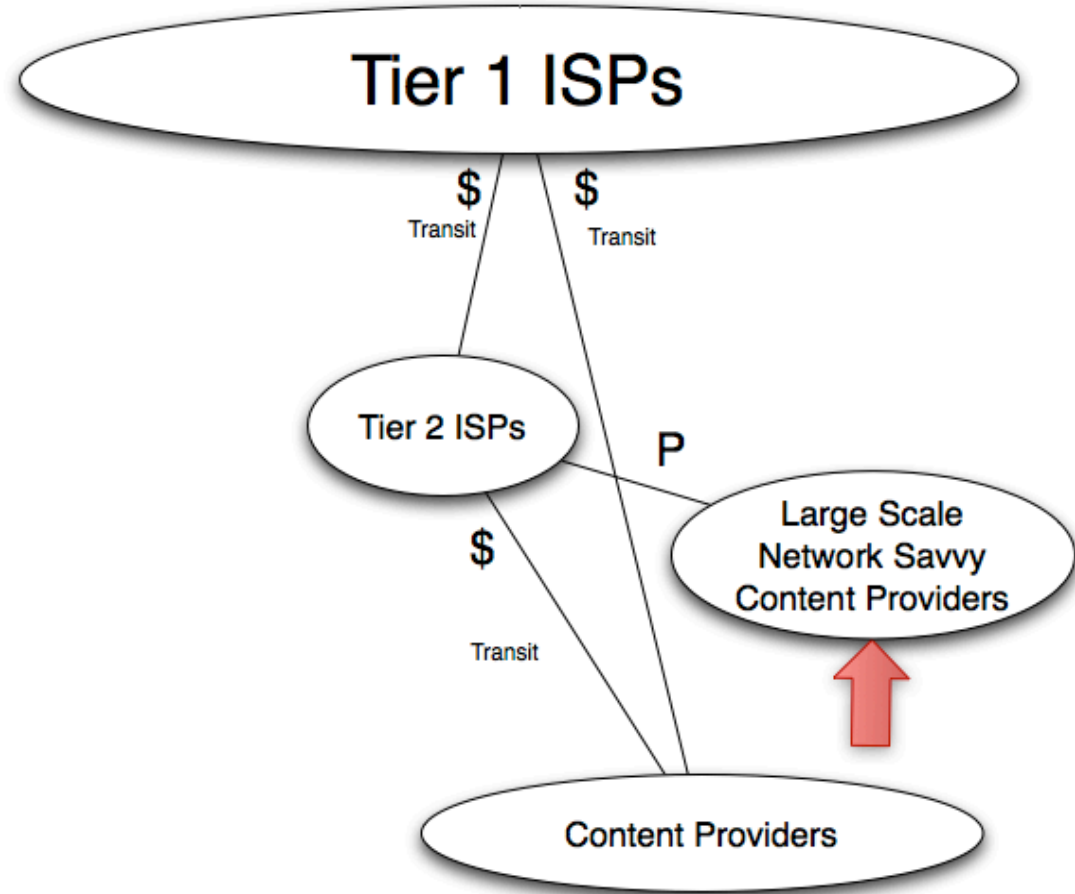 Tier 1 ISPs
$
$
Transit
Transit
Tier 2 ISPs
P
Large Scale
Network Savvy
Content Providers
$
Transit
Content Providers